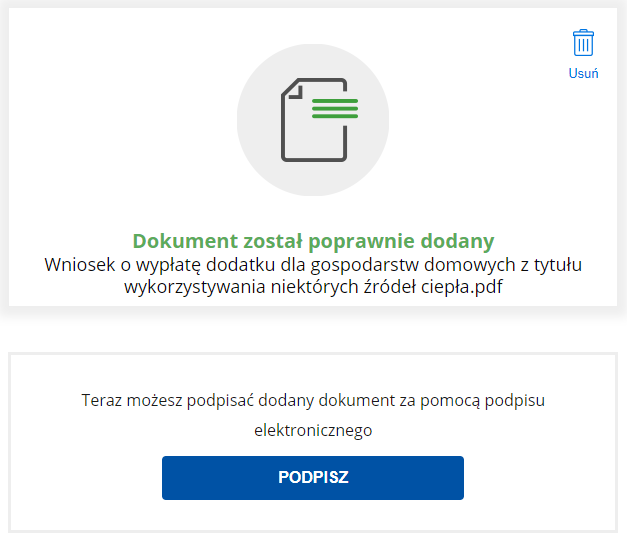 Usuń
Dokument został poprawnie dodany
Wniosek o wypłatę dodatku dla gospodarstw domowych z tytułu
wykorzystywania niektórych źródeł ciepła.pdf
Teraz możesz podpisać dodany dokument za pomocą podpisu
elektronicznego
PODPISZ